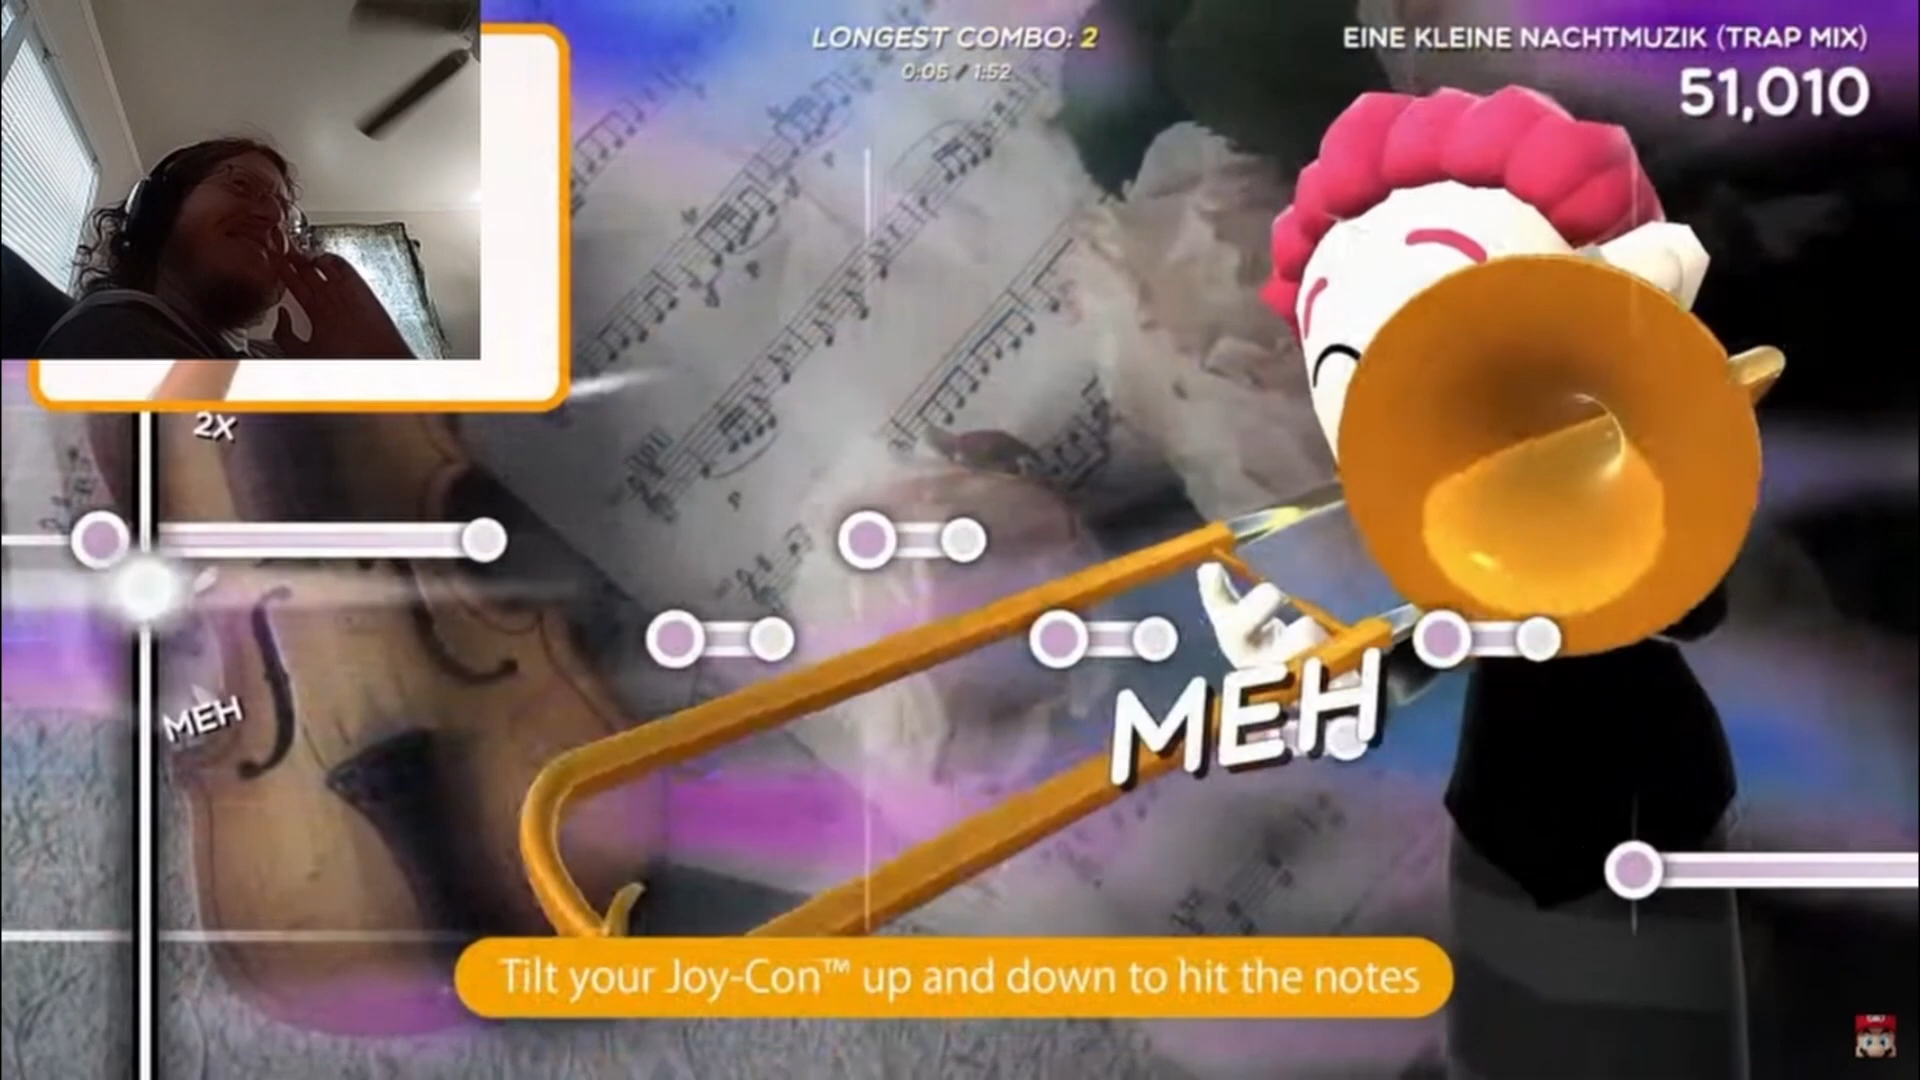 LONGEST COMBO: 2
0:05 / 1:52
EINE KLEINE NACHTMUZIK (TRAP MIX)
51,010
2X
MEH
MEH
Tilt your Joy-Con™ up and down to hit the notes